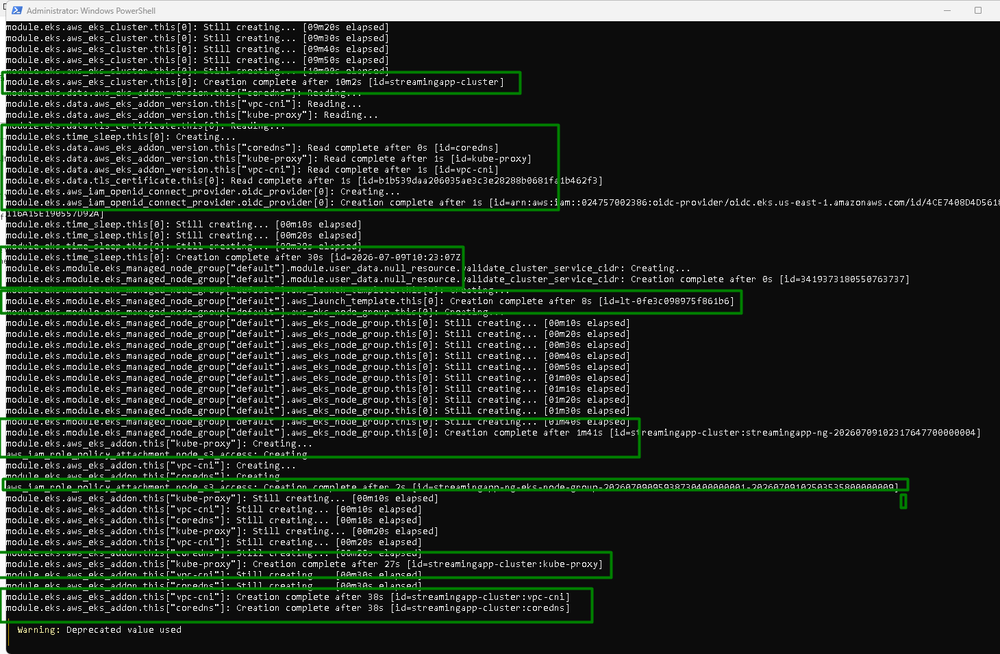 Administrator: Windows PowerShell
module.eks.aws_eks_cluster.this[0]: Still creating... [09m20s elapsed]
module.eks.aws_eks_cluster.this[0]: Still creating... [09m30s elapsed]
module.eks.aws_eks_cluster.this[0]: Still creating... [09m40s elapsed]
module.eks.aws_eks_cluster.this[0]: Still creating... [09m50s elapsed]
module.eks.aws_eks_cluster.this[0]: Still creating... [10m00s elapsed]
module.eks.aws_eks_cluster.this[0]: Creation complete after 10m2s [id=streamingapp-cluster]
module.eks.data.aws_eks_addon_version.this["coredns"]: Reading...
module.eks.data.aws_eks_addon_version.this["vpc-cni"]: Reading...
module.eks.data.aws_eks_addon_version.this["kube-proxy"]: Reading...
module.eks.data.tls_certificate.this[0]: Reading...
module.eks.time_sleep.this[0]: Creating...
module.eks.data.aws_eks_addon_version.this["coredns"]: Read complete after 0s [id=coredns]
module.eks.data.aws_eks_addon_version.this["kube-proxy"]: Read complete after 1s [id=kube-proxy]
module.eks.data.aws_eks_addon_version.this["vpc-cni"]: Read complete after 1s [id=vpc-cni]
module.eks.data.tls_certificate.this[0]: Read complete after 1s [id=b1b539daa206035ae3c3e28288b0681fa1b462f3]
module.eks.aws_iam_openid_connect_provider.oidc_provider[0]: Creating...
module.eks.aws_iam_openid_connect_provider.oidc_provider[0]: Creation complete after 1s [id=arn:aws:iam::024757002386:oidc-provider/oidc.eks.us-east-1.amazonaws.com/id/4CE7408D4D5618
116A15E190557D92A]
module.eks.time_sleep.this[0]: Still creating... [00m10s elapsed]
module.eks.time_sleep.this[0]: Still creating... [00m20s elapsed]
module.eks.time_sleep.this[0]: Still creating... [00m30s elapsed]
module.eks.time_sleep.this[0]: Creation complete after 30s [id=2026-07-09T10:23:07Z
module.eks.module.eks_managed_node_group["default"].module.user_data.null_resource.validate_cluster_service_cidr: Creating...
module.eks.module.eks_managed_node_group["default"].module.user_data.null_resource.validate_cluster_service_cidr: Creation complete after 0s [id=3419373180550763737]
module.eks.module.eks_managed_node_group["default"].aws_launch_template.this[0]: Creating...
module.eks.module.eks_managed_node_group["default"].aws_launch_template.this[0]: Creation complete after 8s [id=lt-0fe3c098975f861b6]
module.eks.module.eks_managed_node_group["default"].aws_eks_node_group.this[0]: Creating...
module.eks.module.eks_managed_node_group["default"].aws_eks_node_group.this[0]: Still creating... [00m10s elapsed]
module.eks.module.eks_managed_node_group["default"].aws_eks_node_group.this[0]: Still creating... [00m20s elapsed]
module.eks.module.eks_managed_node_group["default"].aws_eks_node_group.this[0]: Still creating... [00m30s elapsed]
module.eks.module.eks_managed_node_group["default"].aws_eks_node_group.this[0]: Still creating... [00m40s elapsed]
module.eks.module.eks_managed_node_group["default"].aws_eks_node_group.this[0]: Still creating... [00m50s elapsed]
module.eks.module.eks_managed_node_group["default"].aws_eks_node_group.this[0]: Still creating... [01m00s elapsed]
module.eks.module.eks_managed_node_group["default"].aws_eks_node_group.this[0]: Still creating... [01m10s elapsed]
module.eks.module.eks_managed_node_group["default"].aws_eks_node_group.this[0]: Still creating... [01m20s elapsed]
module.eks.module.eks_managed_node_group["default"].aws_eks_node_group.this[0]: Still creating... [01m30s elapsed]
module.eks.module.eks_managed_node_group["default"].aws_eks_node_group.this[0]: Still creating... [01m40s elapsed]
module.eks.module.eks_managed_node_group["default"].aws_eks_node_group.this[0]: Creation complete after 1m41s [id=streamingapp-cluster:streamingapp-ng-20260709102317647700000004]
module.eks.aws_eks_addon.this["kube-proxy"]: Creating...
aws_iam_role_policy_attachment.node_s3_access: Creating
module.eks.aws_eks_addon.this["vpc-cni"]: Creating...
module.eks.aws_eks_addon.this["coredns"]: Creating
aws_iam_role_policy_attachment.node_s3_access: Creation complete after 2s [id=streamingapp-ng-eks-node-group-20260709095938730400000001-20260709102503535800000009]
module.eks.aws_eks_addon.this["kube-proxy"]: Still creating... [00m10s elapsed]
module.eks.aws_eks_addon.this["vpc-cni"]: Still creating... [00m10s elapsed]
module.eks.aws_eks_addon.this["coredns"]: Still creating... [00m10s elapsed]
module.eks.aws_eks_addon.this["kube-proxy"]: Still creating... [00m20s elapsed]
module.eks.aws_eks_addon.this["vpc-cni"]: Still creating... [00m20s elapsed]
module.eks.aws_eks_addon.this["coredns"]: Still creating... [00m20s elapsed]
module.eks.aws_eks_addon.this["kube-proxy"]: Creation complete after 27s [id=streamingapp-cluster:kube-proxy]
module.eks.aws_eks_addon.this["vpc-cni"]: Still creating... [00m30s elapsed]
module.eks.aws_eks_addon.this["coredns"]: Still creating... [00m30s elapsed]
module.eks.aws_eks_addon.this["vpc-cni"]: Creation complete after 38s [id=streamingapp-cluster:vpc-cni]
module.eks.aws_eks_addon.this["coredns"]: Creation complete after 38s [id=streamingapp-cluster:coredns]
Warning: Deprecated value used